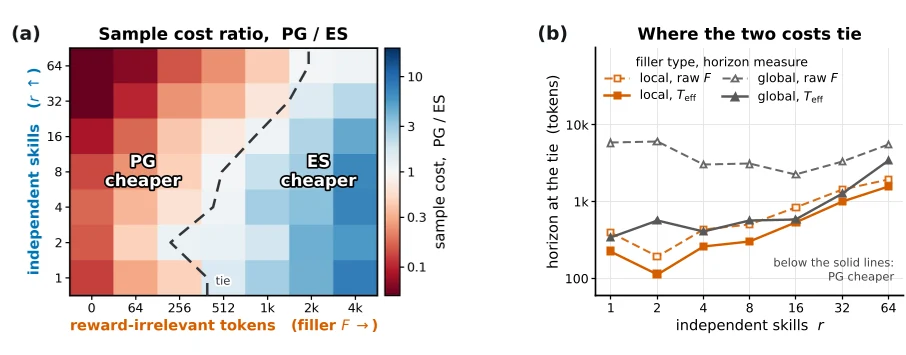 (a)
Sample cost ratio, PG / ES
independent skills (r ↑)
64
32
16
8
4
2
1
PG
cheaper
ES
cheaper
tie
0 64 256 512 1k 2k 4k
reward-irrelevant tokens (filler F →)
10
3
1
0.3
0.1
sample cost, PG / ES
(b)
Where the two costs tie
filler type, horizon measure
local, raw F
local, T_eff
global, raw F
global, T_eff
horizon at the tie (tokens)
10k
1k
100
below the solid lines:
PG cheaper
1 2 4 8 16 32 64
independent skills r